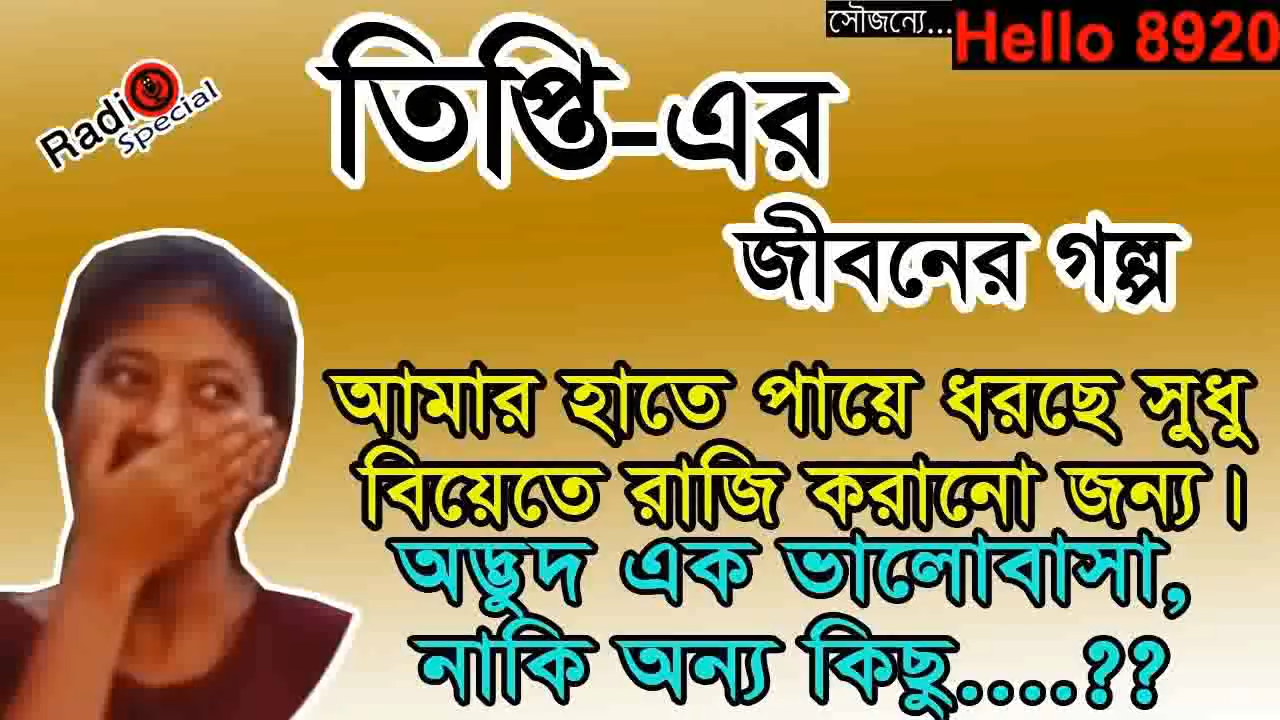 সৌজন্যে... Hello 8920
Radio
Special
তিপ্তি-এর
জীবনের গল্প
আমার হাতে পায়ে ধরছে সুধু
বিয়েতে রাজি করানো জন্য।
অদ্ভুদ এক ভালোবাসা,
নাকি অন্য কিছু....??